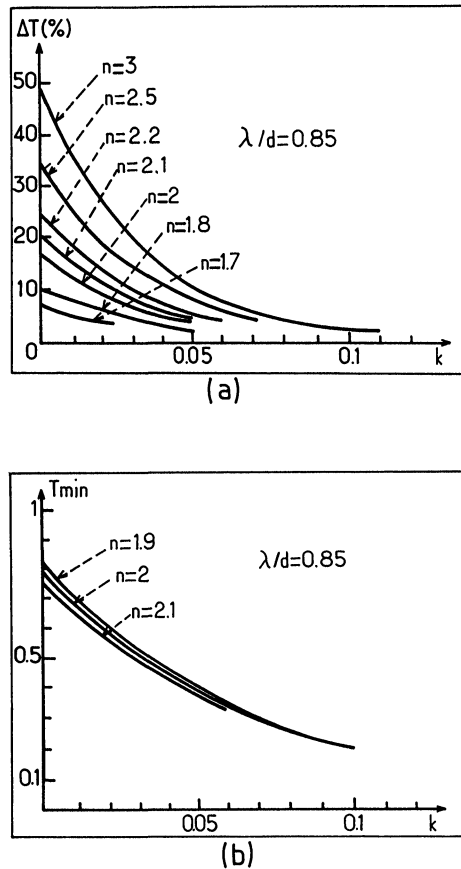 ΔT(%)
n=3
50
n=2.5
n=2.2
40
λ/d=0.85
n=2.1
30
n=2
n=1.8
20
n=1.7
10
0
0
0.05
0.1
k
(a)
Tmin
1
n=1.9
λ/d=0.85
n=2
n=2.1
0.5
0.1
0.05
0.1
k
(b)